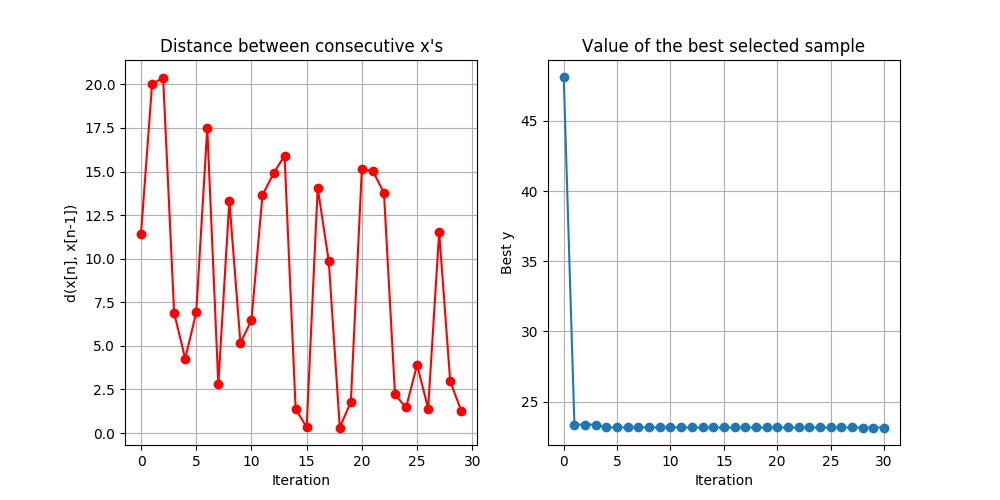 Distance between consecutive x's
d(x[n], x[n-1])
20.0
17.5
15.0
12.5
10.0
7.5
5.0
2.5
0.0
0 5 10 15 20 25 30
Iteration
Value of the best selected sample
Best y
45
40
35
30
25
0 5 10 15 20 25 30
Iteration